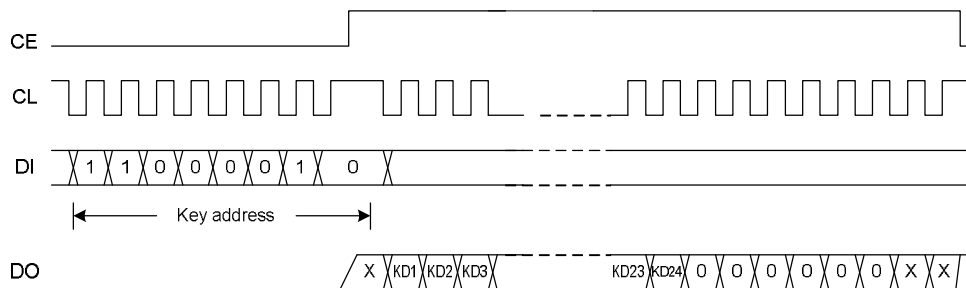 CE
CL
DI 1 1 0 0 0 0 1 0
Key address
DO X KD1 KD2 KD3 KD23 KD24 0 0 0 0 0 0 X X